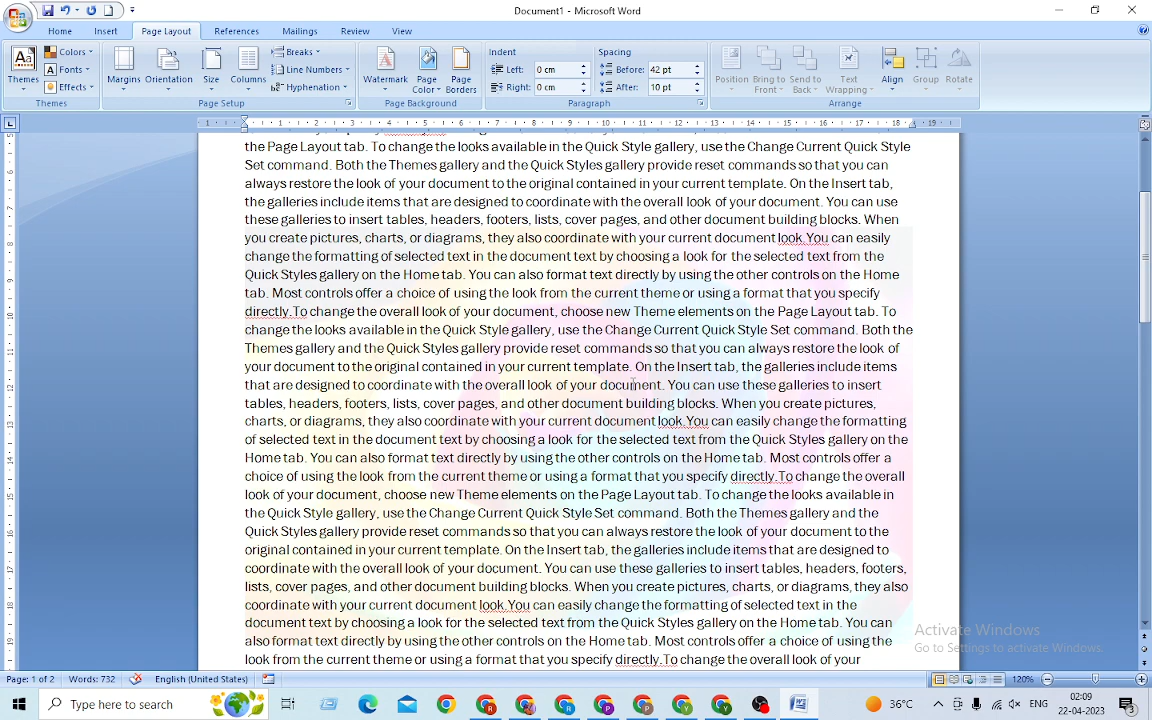 Document1 - Microsoft Word
Home Insert Page Layout References Mailings Review View
Themes Colors Fonts Effects Themes
Margins Orientation Size Columns Breaks Line Numbers Hyphenation Page Setup
Watermark Page Color Page Borders Page Background
Indent Left: 0 cm Right: 0 cm Spacing Before: 42 pt After: 10 pt Paragraph
Position Bring to Front Send to Back Text Wrapping Align Group Rotate Arrange
the Page Layout tab. To change the looks available in the Quick Style gallery, use the Change Current Quick Style
Set command. Both the Themes gallery and the Quick Styles gallery provide reset commands so that you can
always restore the look of your document to the original contained in your current template. On the Insert tab,
the galleries include items that are designed to coordinate with the overall look of your document. You can use
these galleries to insert tables, headers, footers, lists, cover pages, and other document building blocks. When
you create pictures, charts, or diagrams, they also coordinate with your current document look.You can easily
change the formatting of selected text in the document text by choosing a look for the selected text from the
Quick Styles gallery on the Home tab. You can also format text directly by using the other controls on the Home
tab. Most controls offer a choice of using the look from the current theme or using a format that you specify
directly.To change the overall look of your document, choose new Theme elements on the Page Layout tab. To
change the looks available in the Quick Style gallery, use the Change Current Quick Style Set command. Both the
Themes gallery and the Quick Styles gallery provide reset commands so that you can always restore the look of
your document to the original contained in your current template. On the Insert tab, the galleries include items
that are designed to coordinate with the overall look of your document. You can use these galleries to insert
tables, headers, footers, lists, cover pages, and other document building blocks. When you create pictures,
charts, or diagrams, they also coordinate with your current document look.You can easily change the formatting
of selected text in the document text by choosing a look for the selected text from the Quick Styles gallery on the
Home tab. You can also format text directly by using the other controls on the Home tab. Most controls offer a
choice of using the look from the current theme or using a format that you specify directly.To change the overall
look of your document, choose new Theme elements on the Page Layout tab. To change the looks available in
the Quick Style gallery, use the Change Current Quick Style Set command. Both the Themes gallery and the
Quick Styles gallery provide reset commands so that you can always restore the look of your document to the
original contained in your current template. On the Insert tab, the galleries include items that are designed to
coordinate with the overall look of your document. You can use these galleries to insert tables, headers, footers,
lists, cover pages, and other document building blocks. When you create pictures, charts, or diagrams, they also
coordinate with your current document look.You can easily change the formatting of selected text in the
document text by choosing a look for the selected text from the Quick Styles gallery on the Home tab. You can
also format text directly by using the other controls on the Home tab. Most controls offer a choice of using the
look from the current theme or using a format that you specify directly.To change the overall look of your
Activate Windows
Go to Settings to activate Windows.
Page: 1 of 2 Words: 732 English (United States) 120%
Type here to search 36°C ENG 02:09 22-04-2023